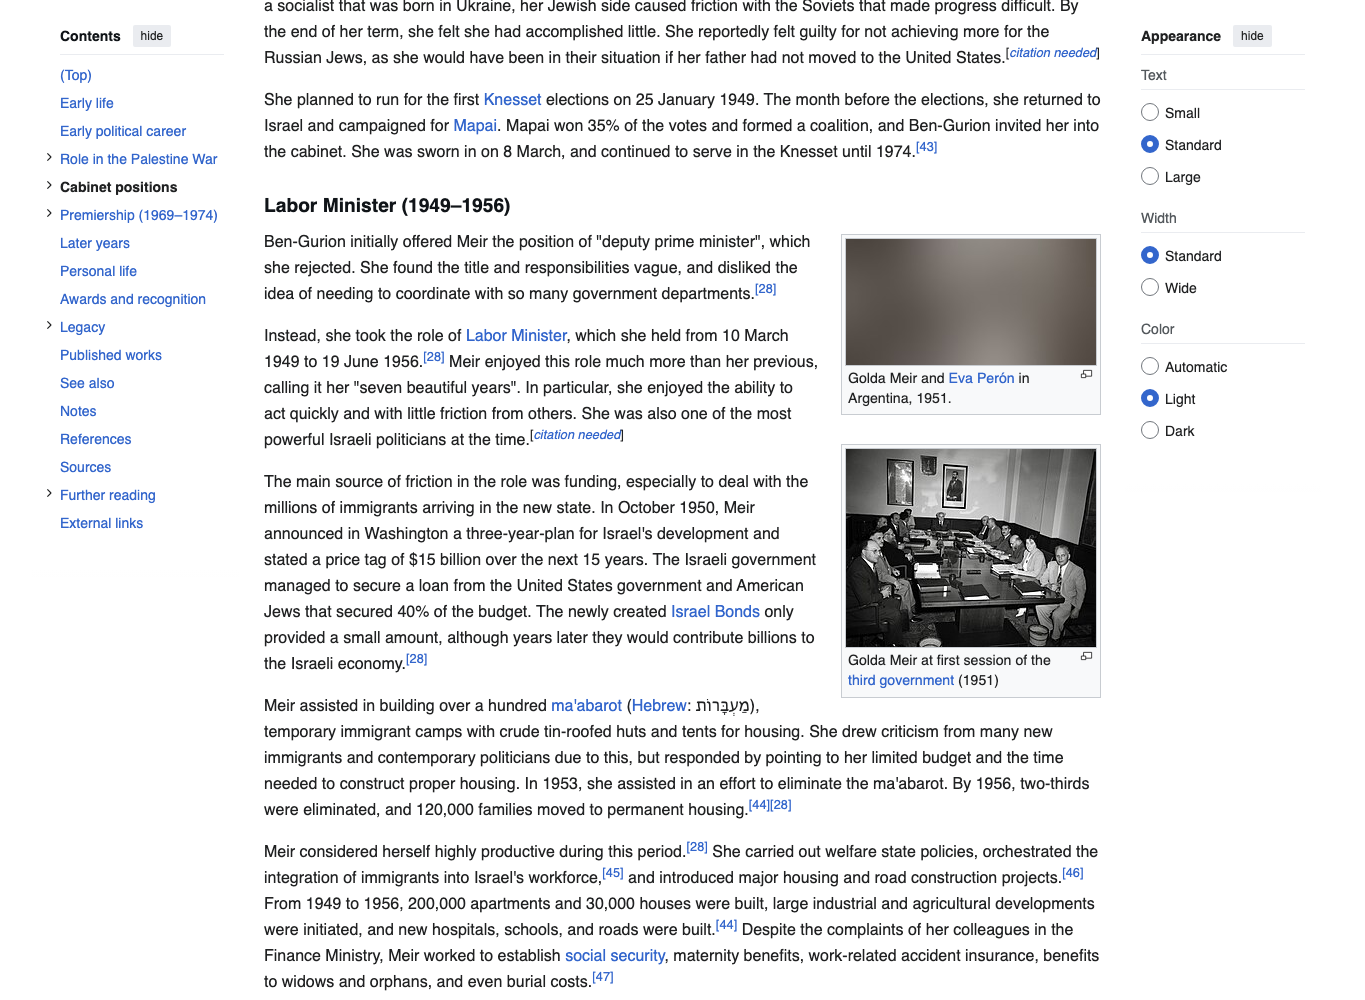 Contents hide
(Top)
Early life
Early political career
Role in the Palestine War
Cabinet positions
Premiership (1969–1974)
Later years
Personal life
Awards and recognition
Legacy
Published works
See also
Notes
References
Sources
Further reading
External links
a socialist that was born in Ukraine, her Jewish side caused friction with the Soviets that made progress difficult. By
the end of her term, she felt she had accomplished little. She reportedly felt guilty for not achieving more for the
Russian Jews, as she would have been in their situation if her father had not moved to the United States.[citation needed]
She planned to run for the first Knesset elections on 25 January 1949. The month before the elections, she returned to
Israel and campaigned for Mapai. Mapai won 35% of the votes and formed a coalition, and Ben-Gurion invited her into
the cabinet. She was sworn in on 8 March, and continued to serve in the Knesset until 1974.[43]
Labor Minister (1949–1956)
Ben-Gurion initially offered Meir the position of "deputy prime minister", which
she rejected. She found the title and responsibilities vague, and disliked the
idea of needing to coordinate with so many government departments.[28]
Instead, she took the role of Labor Minister, which she held from 10 March
1949 to 19 June 1956.[28] Meir enjoyed this role much more than her previous,
calling it her "seven beautiful years". In particular, she enjoyed the ability to
act quickly and with little friction from others. She was also one of the most
powerful Israeli politicians at the time.[citation needed]
The main source of friction in the role was funding, especially to deal with the
millions of immigrants arriving in the new state. In October 1950, Meir
announced in Washington a three-year-plan for Israel's development and
stated a price tag of $15 billion over the next 15 years. The Israeli government
managed to secure a loan from the United States government and American
Jews that secured 40% of the budget. The newly created Israel Bonds only
provided a small amount, although years later they would contribute billions to
the Israeli economy.[28]
Meir assisted in building over a hundred ma'abarot (Hebrew: מַעְבָּרוֹת),
temporary immigrant camps with crude tin-roofed huts and tents for housing. She drew criticism from many new
immigrants and contemporary politicians due to this, but responded by pointing to her limited budget and the time
needed to construct proper housing. In 1953, she assisted in an effort to eliminate the ma'abarot. By 1956, two-thirds
were eliminated, and 120,000 families moved to permanent housing.[44][28]
Meir considered herself highly productive during this period.[28] She carried out welfare state policies, orchestrated the
integration of immigrants into Israel's workforce,[45] and introduced major housing and road construction projects.[46]
From 1949 to 1956, 200,000 apartments and 30,000 houses were built, large industrial and agricultural developments
were initiated, and new hospitals, schools, and roads were built.[44] Despite the complaints of her colleagues in the
Finance Ministry, Meir worked to establish social security, maternity benefits, work-related accident insurance, benefits
to widows and orphans, and even burial costs.[47]
Golda Meir and Eva Perón in
Argentina, 1951.
Golda Meir at first session of the
third government (1951)
Appearance hide
Text
Small
Standard
Large
Width
Standard
Wide
Color
Automatic
Light
Dark